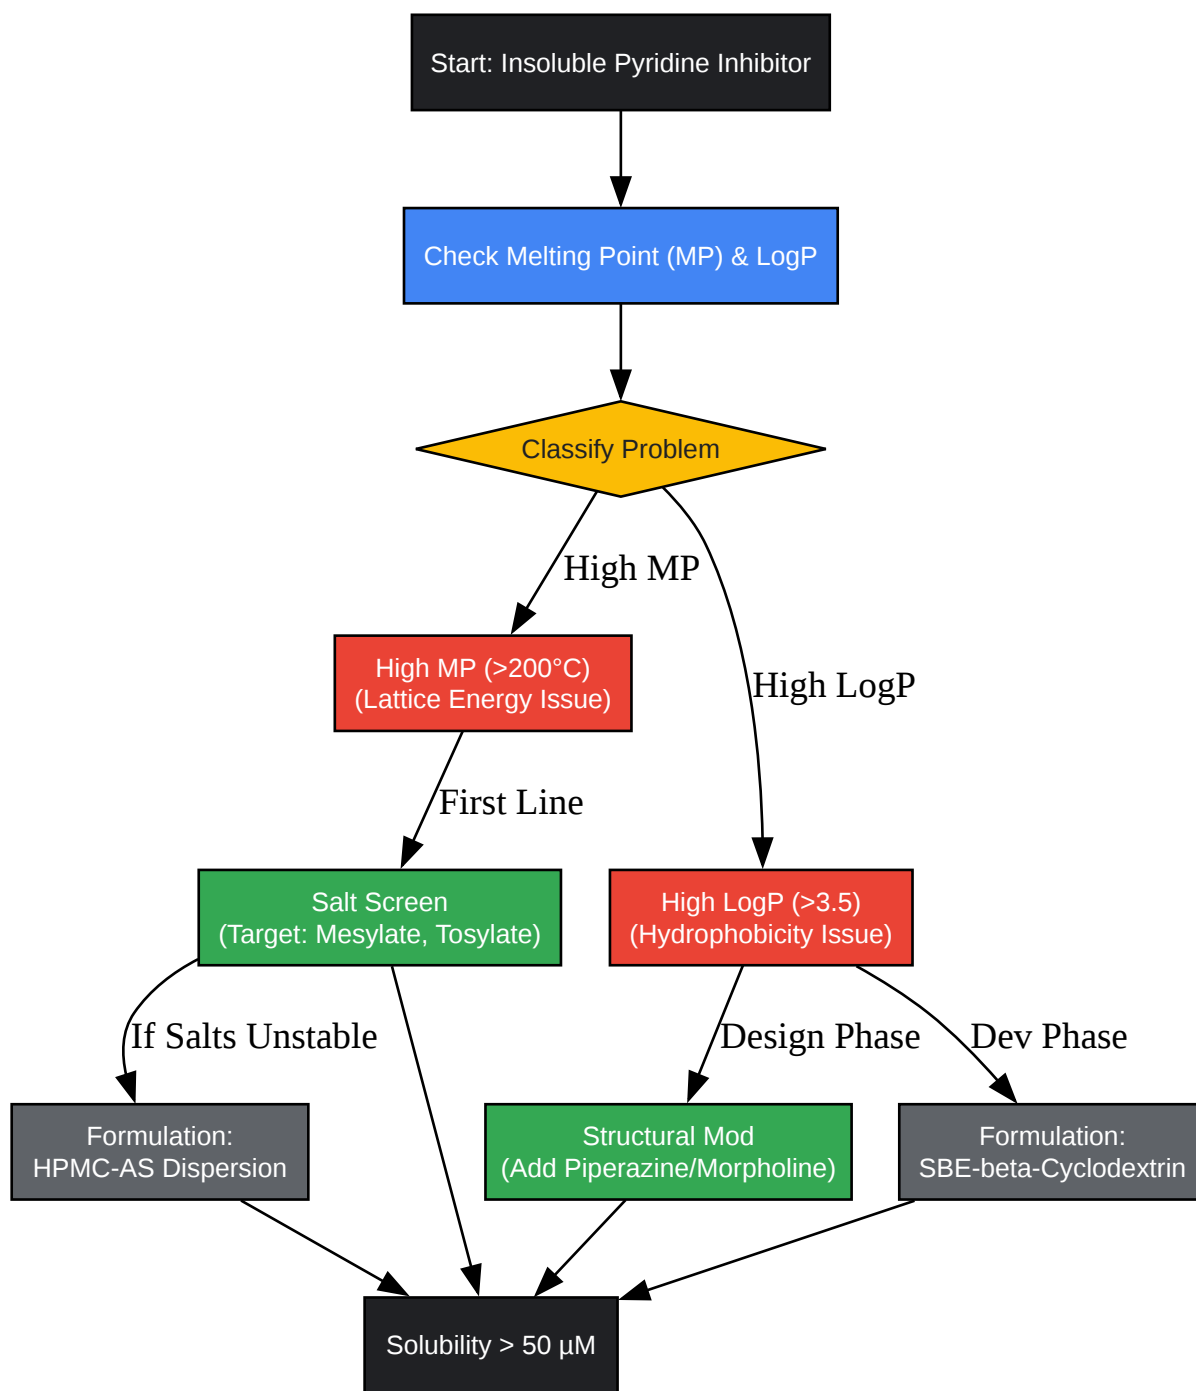 Start: Insoluble Pyridine Inhibitor
Check Melting Point (MP) & LogP
Classify Problem
High MP
High MP (>200°C)
(Lattice Energy Issue)
High LogP
First Line
Salt Screen
(Target: Mesylate, Tosylate)
High LogP (>3.5)
(Hydrophobicity Issue)
If Salts Unstable
Design Phase
Dev Phase
Formulation:
HPMC-AS Dispersion
Structural Mod
(Add Piperazine/Morpholine)
Formulation:
SBE-beta-Cyclodextrin
Solubility > 50 µM